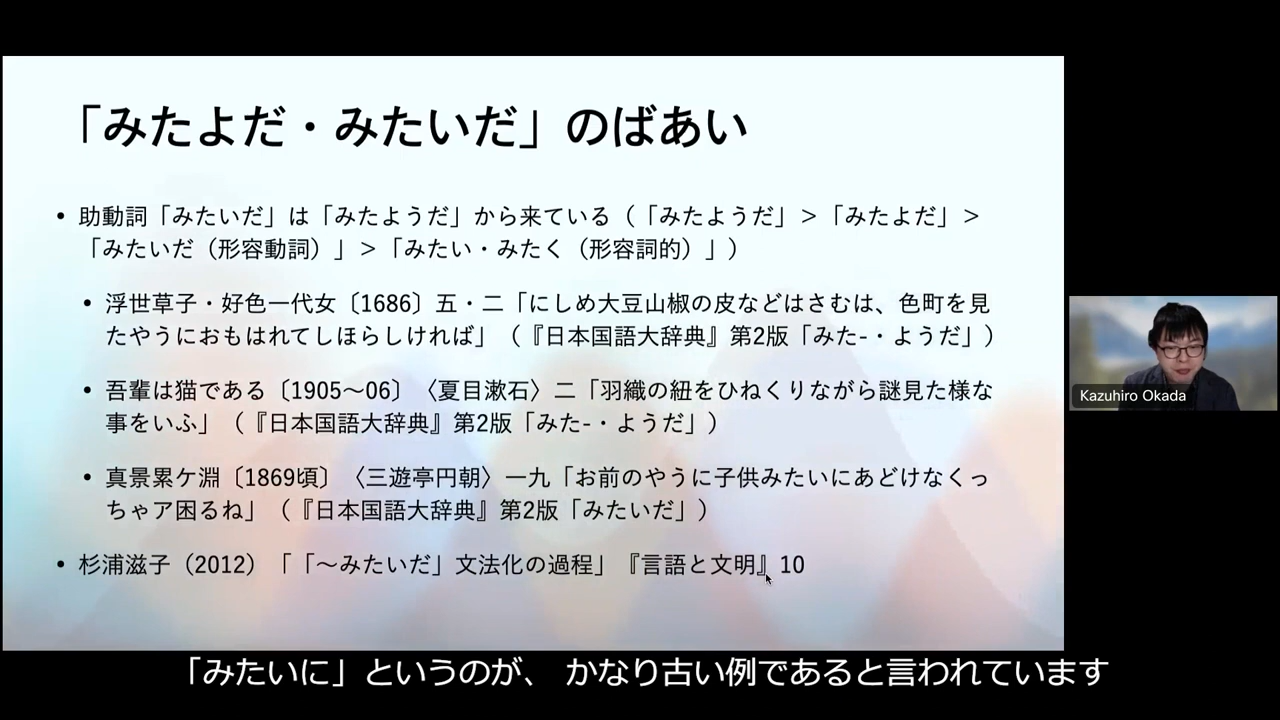 「みたよだ・みたいだ」のばあい
• 助動詞「みたいだ」は「みたようだ」から来ている（「みたようだ」＞「みたよだ」＞
「みたいだ（形容動詞）」＞「みたい・みたく（形容詞的）」）
• 浮世草子・好色一代女〔1686〕五・二「にしめ大豆山椒の皮などはさむは、色町を見
たやうにおもはれてしほらしければ」（『日本国語大辞典』第2版「みた‐・ようだ」）
• 吾輩は猫である〔1905〜06〕〈夏目漱石〉二「羽織の紐をひねくりながら謎見た様な
事をいふ」（『日本国語大辞典』第2版「みた‐・ようだ」）
• 真景累ケ淵〔1869頃〕〈三遊亭円朝〉一九「お前のやうに子供みたいにあどけなくっ
ちゃア困るね」（『日本国語大辞典』第2版「みたいだ」）
• 杉浦滋子（2012）「「〜みたいだ」文法化の過程」『言語と文明』10
Kazuhiro Okada
「みたいに」というのが、 かなり古い例であると言われています